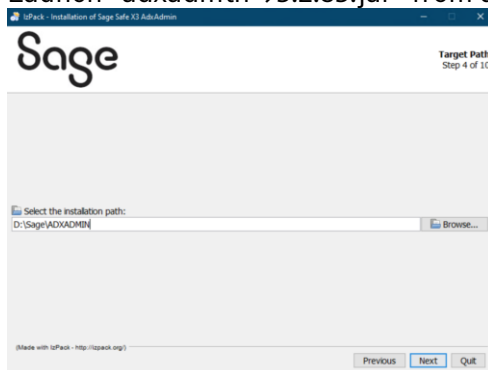 IzPack - Installation of Sage Safe X3 AdxAdmin
Sage
Target Path
Step 4 of 10
Select the installation path:
D:\Sage\ADXADMIN
Browse...
(Made with IzPack - http://izpack.org/)
Previous Next Quit